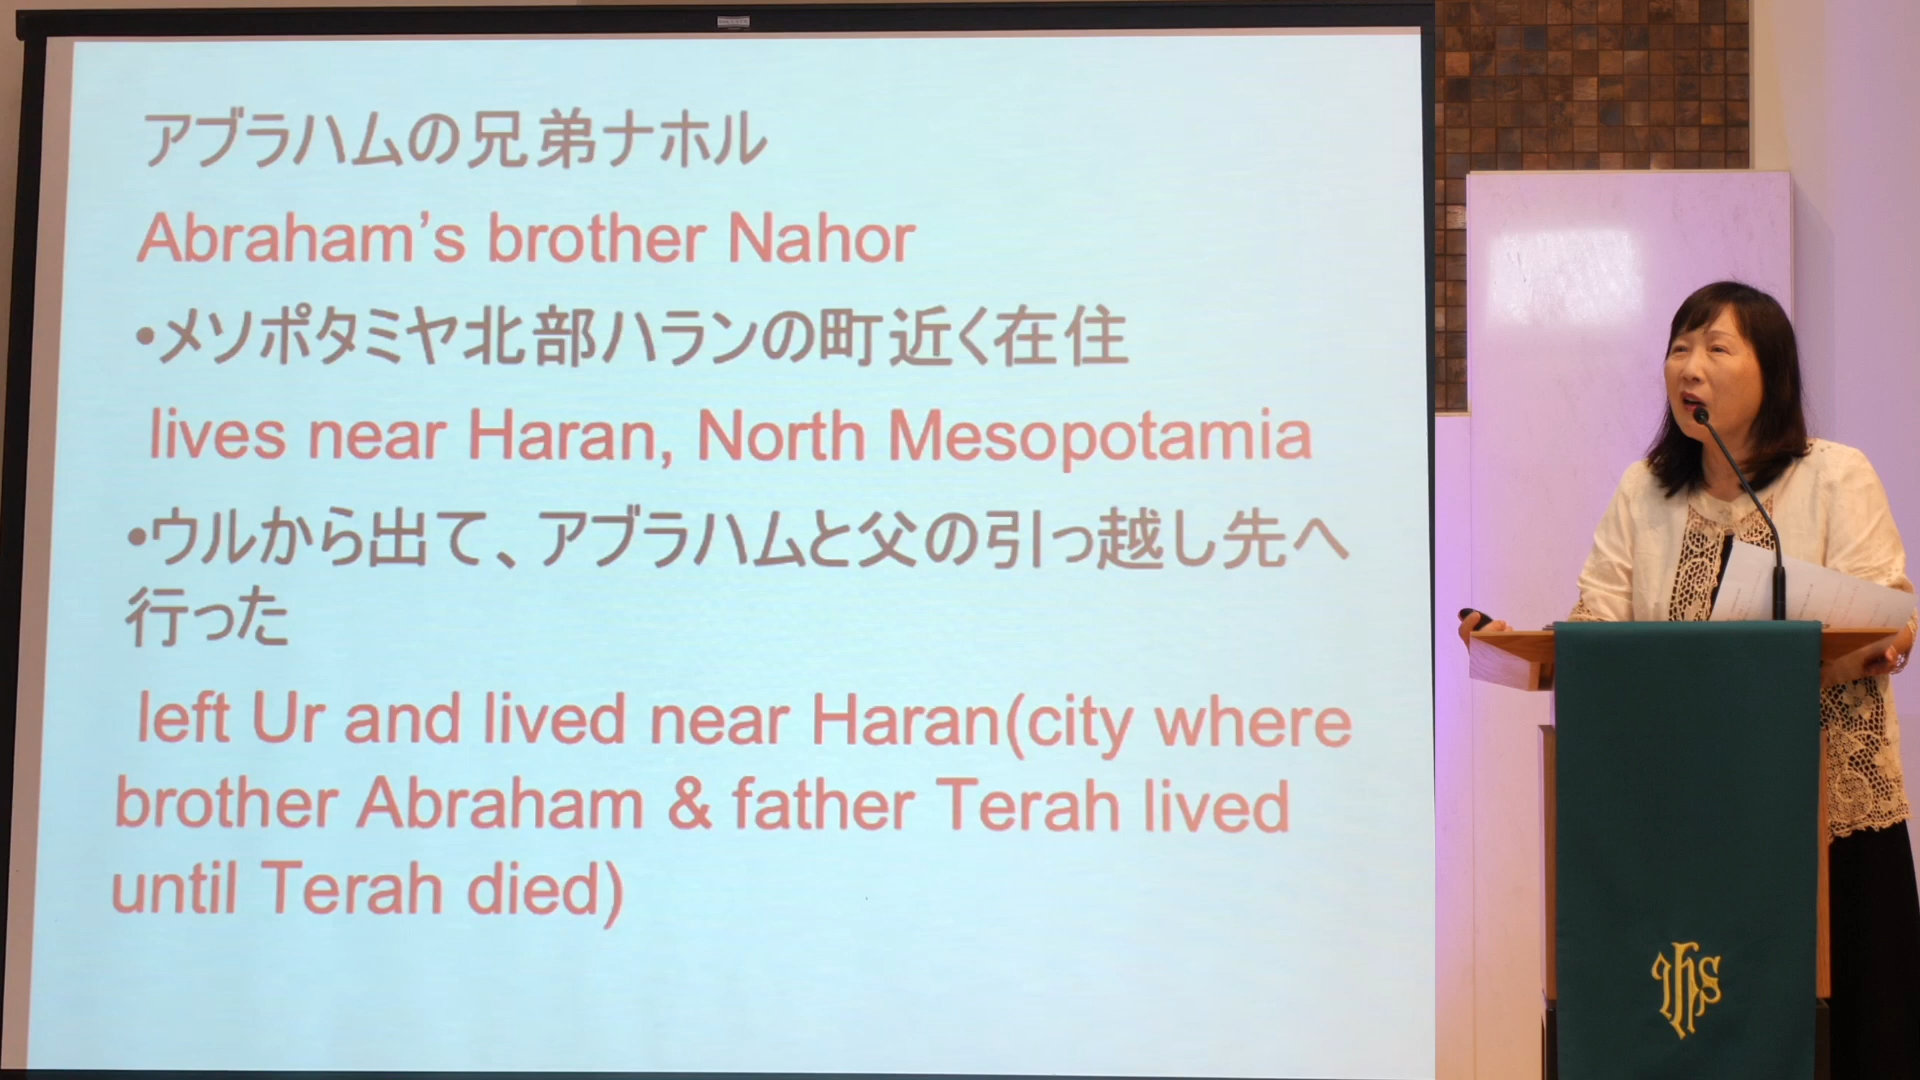 アブラハムの兄弟ナホル
Abraham’s brother Nahor
•メソポタミヤ北部ハランの町近く在住
lives near Haran, North Mesopotamia
•ウルから出て、アブラハムと父の引っ越し先へ
行った
left Ur and lived near Haran(city where
brother Abraham & father Terah lived
until Terah died)
IHS